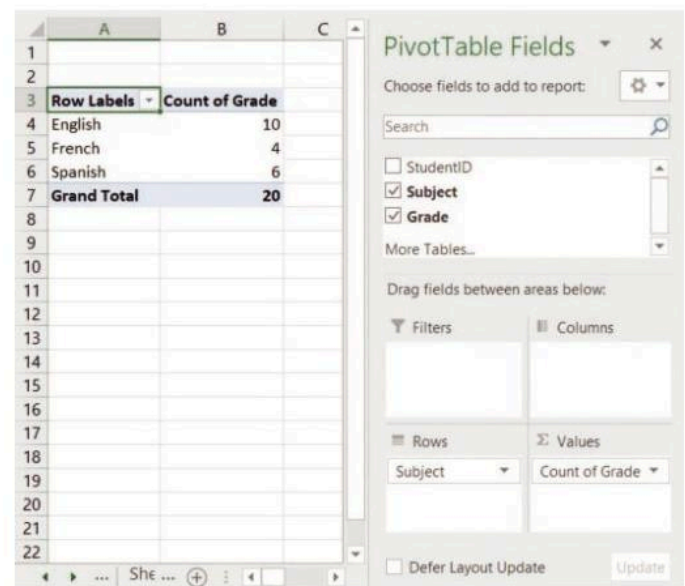 A B C
1
2
3 Row Labels Count of Grade
4 English 10
5 French 4
6 Spanish 6
7 Grand Total 20
8
9
10
11
12
13
14
15
16
17
18
19
20
21
22
... She ...
PivotTable Fields
Choose fields to add to report:
Search
StudentID
Subject
Grade
More Tables...
Drag fields between areas below:
Filters Columns
Rows Σ Values
Subject Count of Grade
Defer Layout Update Update